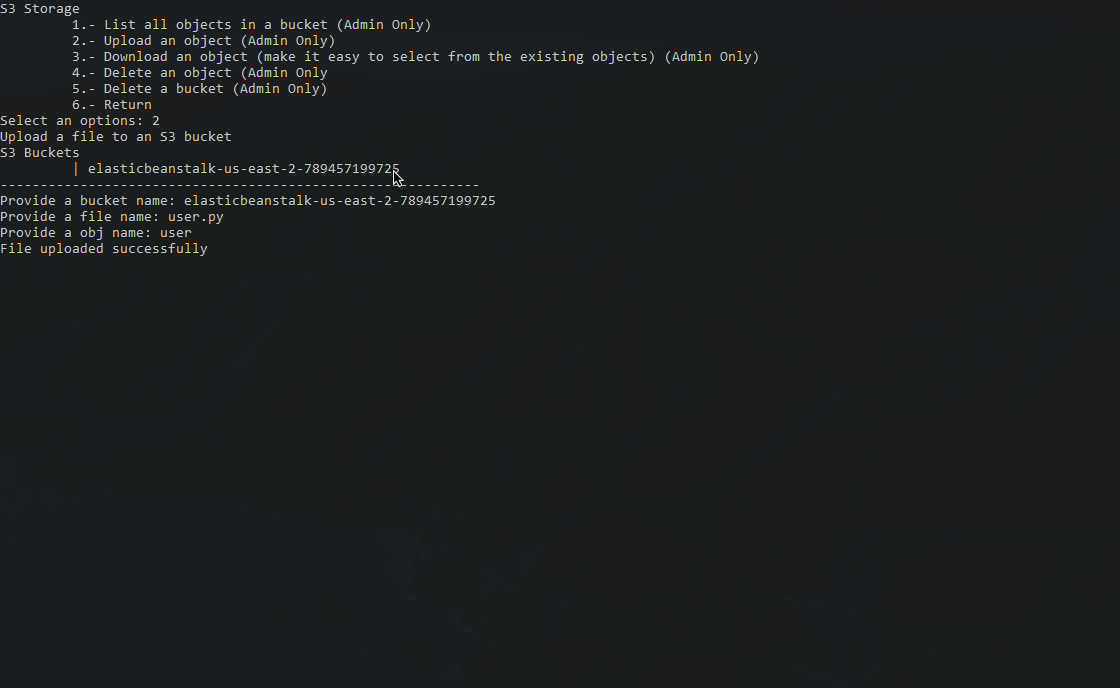 S3 Storage
1.- List all objects in a bucket (Admin Only)
2.- Upload an object (Admin Only)
3.- Download an object (make it easy to select from the existing objects) (Admin Only)
4.- Delete an object (Admin Only
5.- Delete a bucket (Admin Only)
6.- Return
Select an options: 2
Upload a file to an S3 bucket
S3 Buckets
| elasticbeanstalk-us-east-2-789457199725
------------------------------------------------------------
Provide a bucket name: elasticbeanstalk-us-east-2-789457199725
Provide a file name: user.py
Provide a obj name: user
File uploaded successfully